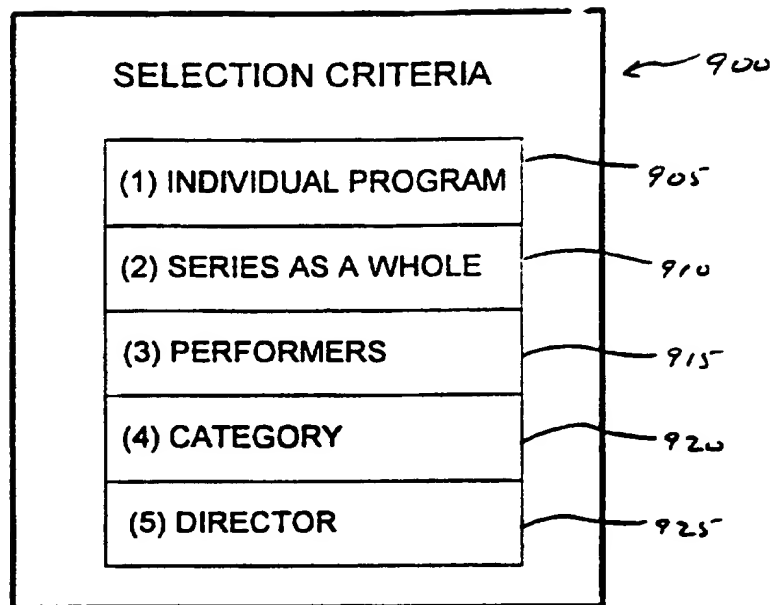 SELECTION CRITERIA
900
(1) INDIVIDUAL PROGRAM
905
(2) SERIES AS A WHOLE
910
(3) PERFORMERS
915
(4) CATEGORY
920
(5) DIRECTOR
925